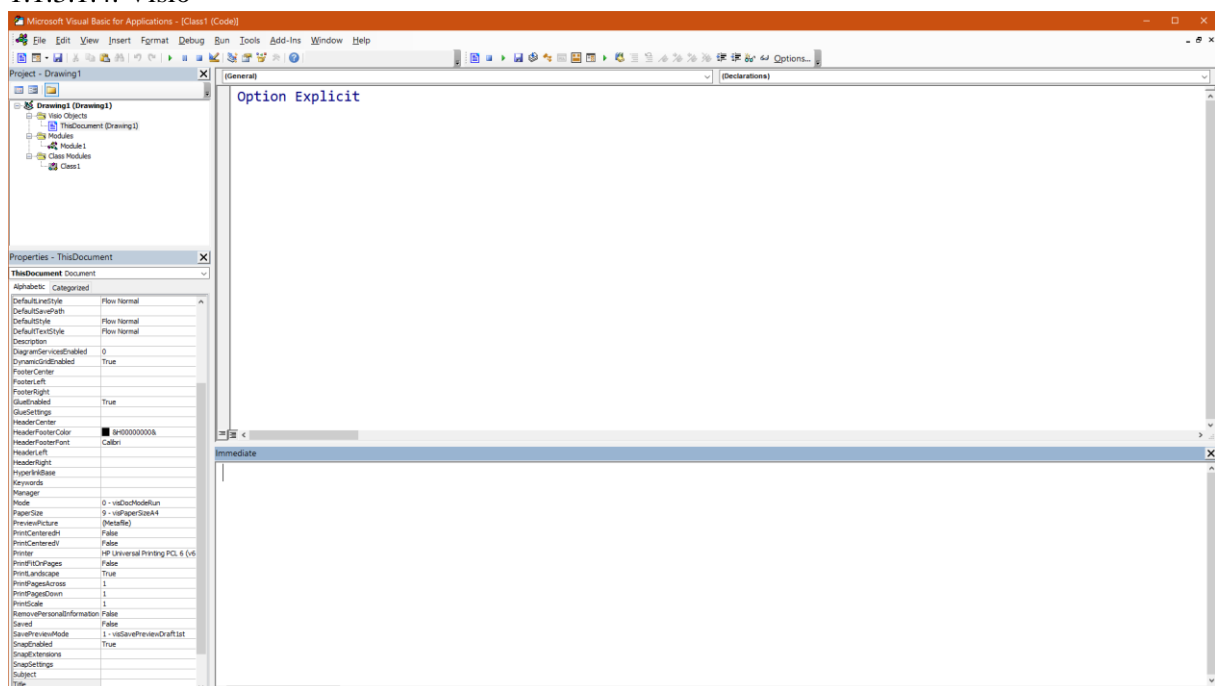 1.1.3.1.4. Visio
Microsoft Visual Basic for Applications - [Class1 (Code)]
File Edit View Insert Format Debug Run Tools Add-Ins Window Help
Options...
Project - Drawing1
Drawing1 (Drawing1)
Visio Objects
ThisDocument (Drawing1)
Modules
Module1
Class Modules
Class1
(General)
(Declarations)
Option Explicit
Properties - ThisDocument
ThisDocument Document
Alphabetic Categorized
DefaultLineStyle Flow Normal
DefaultSavePath
DefaultStyle Flow Normal
DefaultTextStyle Flow Normal
Description
DiagramServicesEnabled 0
DynamicGridEnabled True
FooterCenter
FooterLeft
FooterRight
GlueEnabled True
GlueSettings
HeaderCenter
HeaderFooterColor &H00000000&
HeaderFooterFont Calibri
HeaderLeft
HeaderRight
HyperlinkBase
Keywords
Manager
Mode 0 - visDocModeRun
PaperSize 9 - visPaperSizeA4
PreviewPicture (Metafile)
PrintCenteredH False
PrintCenteredV False
Printer HP Universal Printing PCL 6 (v6
PrintFitOnPages False
PrintLandscape True
PrintPagesAcross 1
PrintPagesDown 1
PrintScale 1
RemovePersonalInformation False
Saved False
SavePreviewMode 1 - visSavePreviewDraft1st
SnapEnabled True
SnapExtensions
SnapSettings
Subject
Title
Immediate